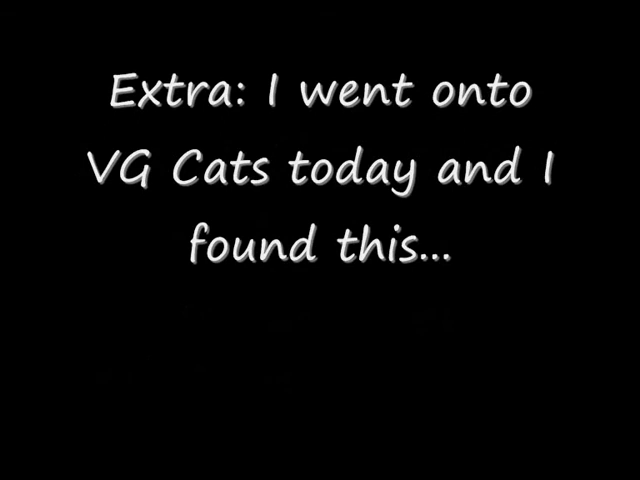 Extra: I went onto
VG Cats today and I
found this...